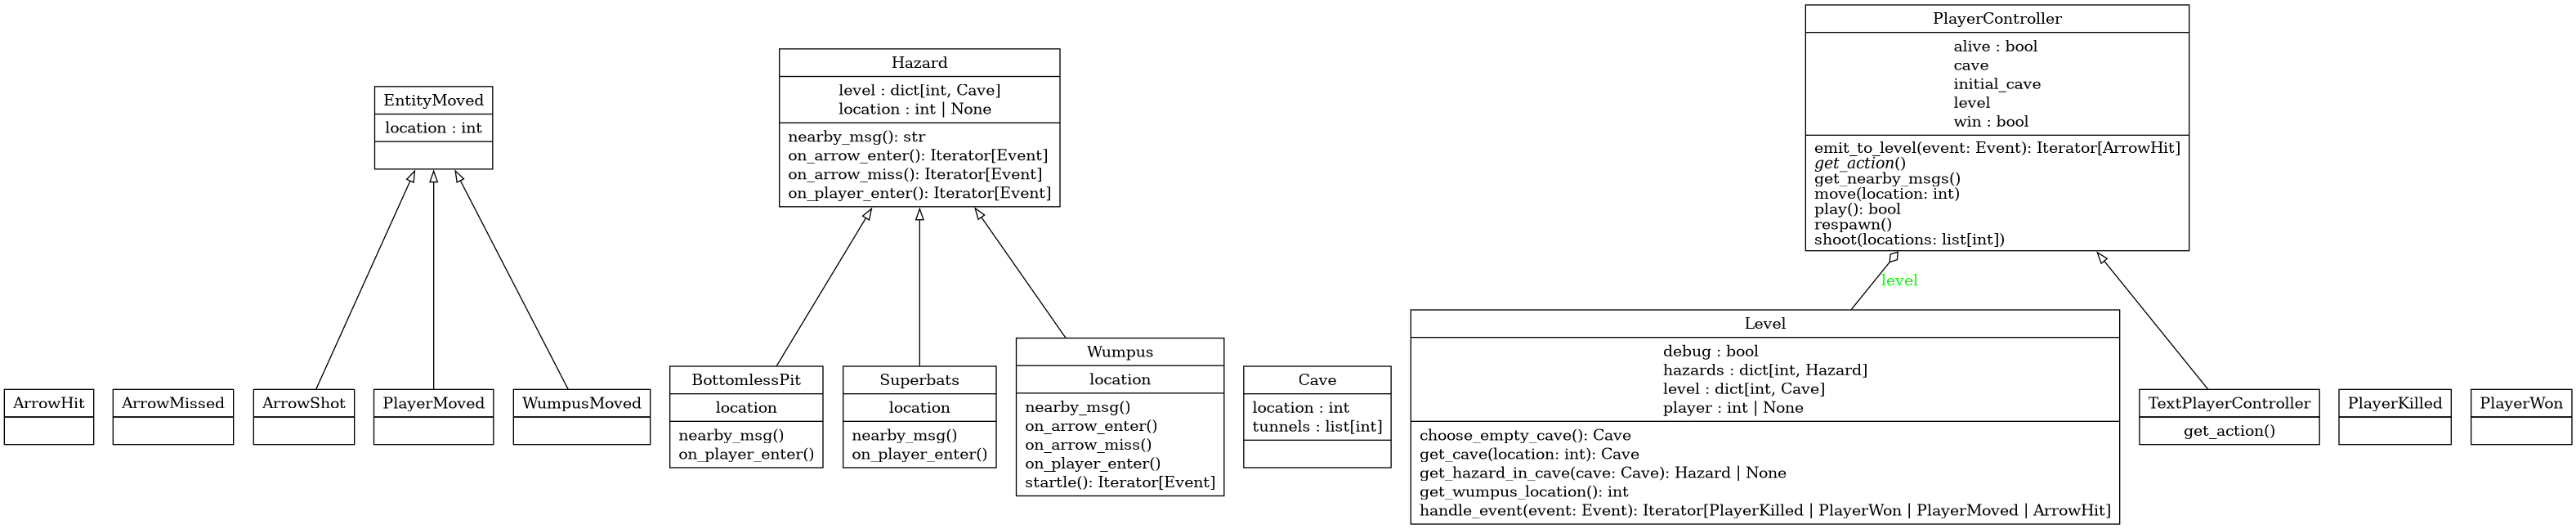 PlayerController
alive : bool
cave
initial_cave
level
win : bool
emit_to_level(event: Event): Iterator[ArrowHit]
get_action()
get_nearby_msgs()
move(location: int)
play(): bool
respawn()
shoot(locations: list[int])
Hazard
level : dict[int, Cave]
location : int | None
nearby_msg(): str
on_arrow_enter(): Iterator[Event]
on_arrow_miss(): Iterator[Event]
on_player_enter(): Iterator[Event]
EntityMoved
location : int
level
ArrowHit
ArrowMissed
ArrowShot
PlayerMoved
WumpusMoved
BottomlessPit
location
nearby_msg()
on_player_enter()
Superbats
location
nearby_msg()
on_player_enter()
Wumpus
location
nearby_msg()
on_arrow_enter()
on_arrow_miss()
on_player_enter()
startle(): Iterator[Event]
Cave
location : int
tunnels : list[int]
Level
debug : bool
hazards : dict[int, Hazard]
level : dict[int, Cave]
player : int | None
choose_empty_cave(): Cave
get_cave(location: int): Cave
get_hazard_in_cave(cave: Cave): Hazard | None
get_wumpus_location(): int
handle_event(event: Event): Iterator[PlayerKilled | PlayerWon | PlayerMoved | ArrowHit]
TextPlayerController
get_action()
PlayerKilled
PlayerWon